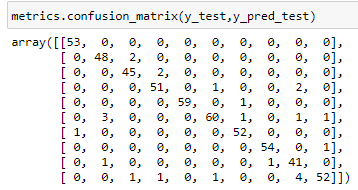 metrics.confusion_matrix(y_test,y_pred_test)
array([[53, 0, 0, 0, 0, 0, 0, 0, 0, 0],
[ 0, 48, 2, 0, 0, 0, 0, 0, 0, 0],
[ 0, 0, 45, 2, 0, 0, 0, 0, 0, 0],
[ 0, 0, 0, 51, 0, 1, 0, 0, 2, 0],
[ 0, 0, 0, 0, 59, 0, 1, 0, 0, 0],
[ 0, 3, 0, 0, 0, 60, 1, 0, 1, 1],
[ 1, 0, 0, 0, 0, 0, 52, 0, 0, 0],
[ 0, 0, 0, 0, 0, 0, 0, 54, 0, 1],
[ 0, 1, 0, 0, 0, 0, 0, 1, 41, 0],
[ 0, 0, 1, 1, 0, 1, 0, 0, 4, 52]])